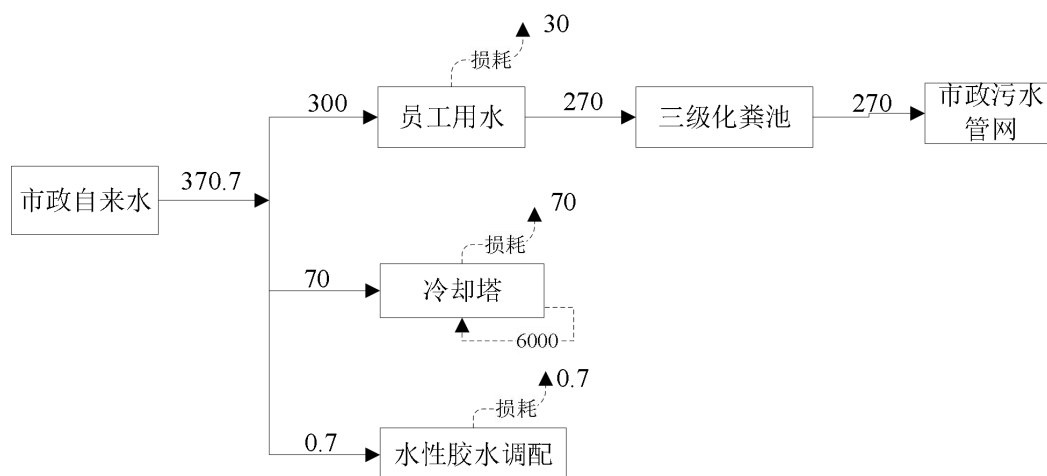 30
损耗
300
员工用水
270
三级化粪池
270
市政污水
管网
市政自来水
370.7
70
损耗
70
冷却塔
6000
0.7
损耗
0.7
水性胶水调配